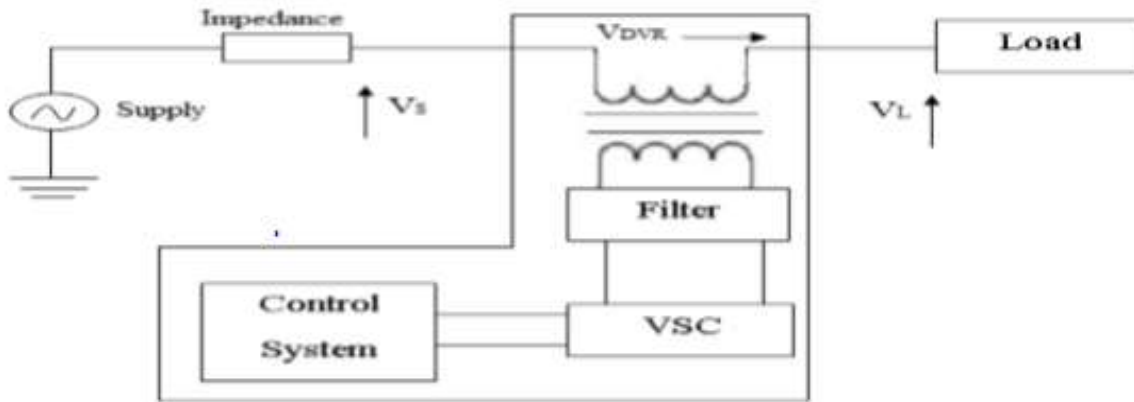 Impedance
VDVR
Load
Supply
VS
VL
Filter
Control
System
VSC